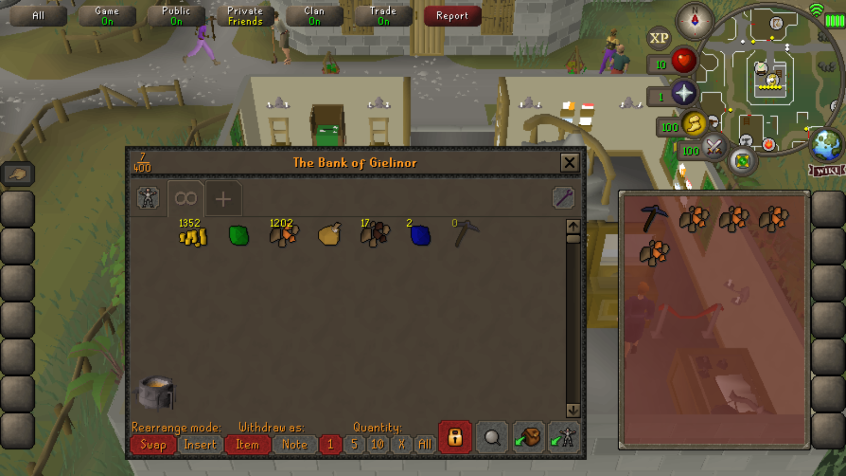 All
Game
On
Public
On
Private
Friends
Clan
On
Trade
On
Report
N
XP
10
1
100
100
WIKI
7
400
The Bank of Gielinor
1352
1202
17
2
0
Rearrange mode:
Withdraw as:
Quantity:
Swap
Insert
Item
Note
1
5
10
X
All